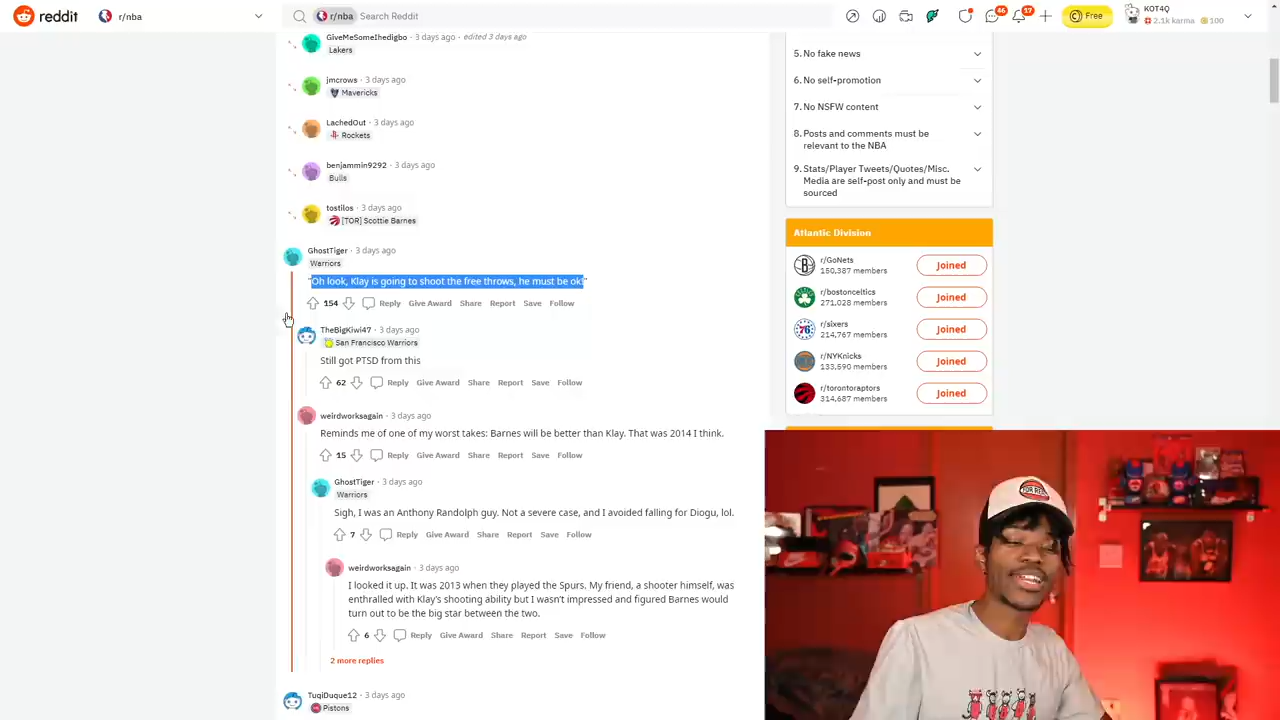 reddit
r/nba
r/nba Search Reddit
46
17
Free
KOT4Q
2.1k karma 100
GiveMeSomeIhedigbo · 3 days ago · edited 3 days ago
Lakers
jmcrows · 3 days ago
Mavericks
LachedOut · 3 days ago
Rockets
benjammin9292 · 3 days ago
Bulls
tostilos · 3 days ago
[TOR] Scottie Barnes
GhostTiger · 3 days ago
Warriors
"Oh look, Klay is going to shoot the free throws, he must be ok!"
154 Reply Give Award Share Report Save Follow
TheBigKiwi47 · 3 days ago
San Francisco Warriors
Still got PTSD from this
62 Reply Give Award Share Report Save Follow
weirdworksagain · 3 days ago
Reminds me of one of my worst takes: Barnes will be better than Klay. That was 2014 I think.
15 Reply Give Award Share Report Save Follow
GhostTiger · 3 days ago
Warriors
Sigh, I was an Anthony Randolph guy. Not a severe case, and I avoided falling for Diogu, lol.
7 Reply Give Award Share Report Save Follow
weirdworksagain · 3 days ago
I looked it up. It was 2013 when they played the Spurs. My friend, a shooter himself, was
enthralled with Klay's shooting ability but I wasn't impressed and figured Barnes would
turn out to be the big star between the two.
6 Reply Give Award Share Report Save Follow
2 more replies
TuqiDuque12 · 3 days ago
Pistons
5. No fake news
6. No self-promotion
7. No NSFW content
8. Posts and comments must be
relevant to the NBA
9. Stats/Player Tweets/Quotes/Misc.
Media are self-post only and must be
sourced
Atlantic Division
r/GoNets
150,387 members
Joined
r/bostonceltics
271,028 members
Joined
r/sixers
214,767 members
Joined
r/NYKnicks
133,590 members
Joined
r/torontoraptors
314,687 members
Joined
FOR REAL